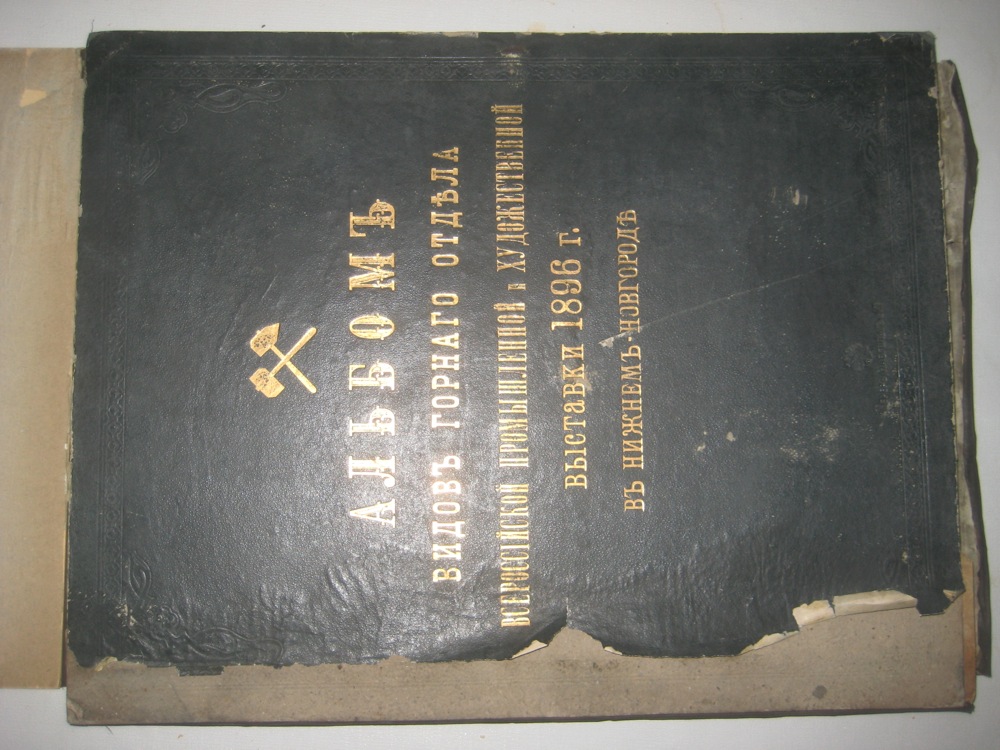 АЛЬБОМЪ
ВИДОВЪ ГОРНАГО ОТДѢЛА
ВСЕРОССІЙСКОЙ ПРОМЫШЛЕННОЙ и ХУДОЖЕСТВЕННОЙ
ВЫСТАВКИ 1896 г.
ВЪ НИЖНЕМЪ-НОВГОРОДѢ